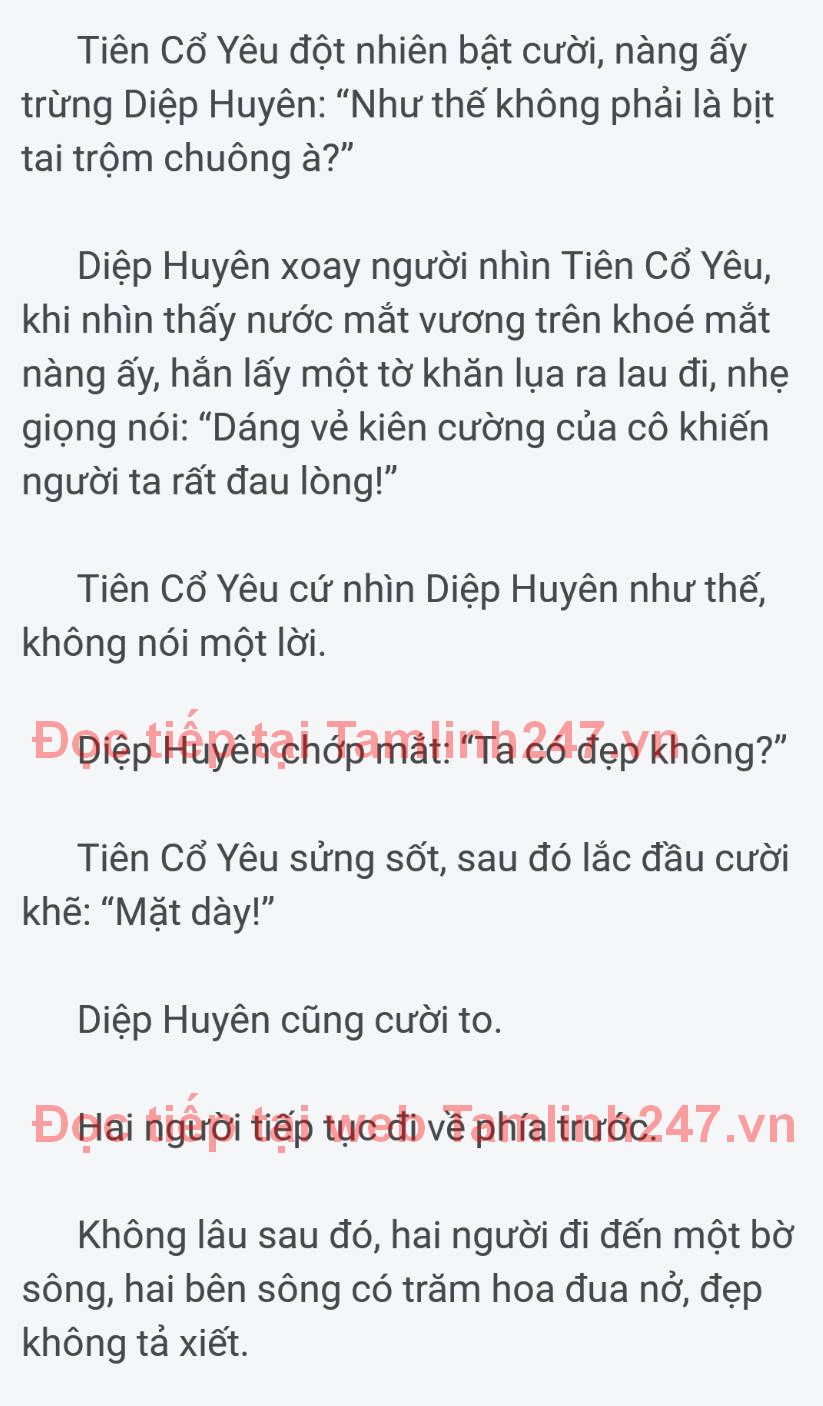 Tiên Cổ Yêu đột nhiên bật cười, nàng ấy
trừng Diệp Huyên: “Như thế không phải là bịt
tai trộm chuông à?”
Diệp Huyên xoay người nhìn Tiên Cổ Yêu,
khi nhìn thấy nước mắt vương trên khoé mắt
nàng ấy, hắn lấy một tờ khăn lụa ra lau đi, nhẹ
giọng nói: “Dáng vẻ kiên cường của cô khiến
người ta rất đau lòng!”
Tiên Cổ Yêu cứ nhìn Diệp Huyên như thế,
không nói một lời.
Đọc tiếp tại Tamlinh247.vn
Diệp Huyên chớp mắt: “Ta có đẹp không?”
Tiên Cổ Yêu sửng sốt, sau đó lắc đầu cười
khẽ: “Mặt dày!”
Diệp Huyên cũng cười to.
Đọc tiếp tại web Tamlinh247.vn
Hai người tiếp tục đi về phía trước.
Không lâu sau đó, hai người đi đến một bờ
sông, hai bên sông có trăm hoa đua nở, đẹp
không tả xiết.